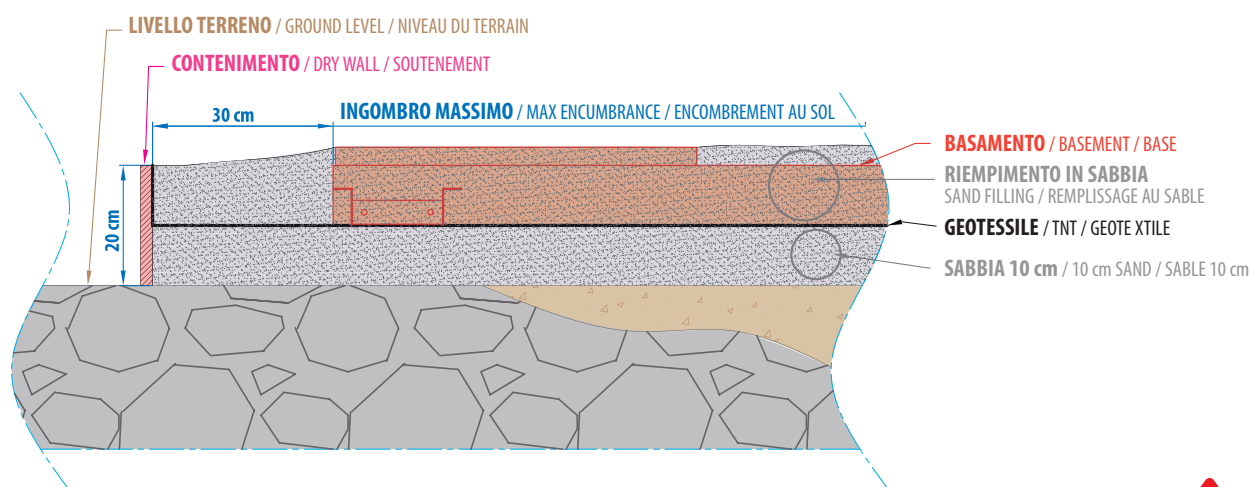 LIVELLO TERRENO / GROUND LEVEL / NIVEAU DU TERRAIN
CONTENIMENTO / DRY WALL / SOUTENEMENT
30 cm
INGOMBRO MASSIMO / MAX ENCUMBRANCE / ENCOMBREMENT AU SOL
BASAMENTO / BASEMENT / BASE
RIEMPIMENTO IN SABBIA
SAND FILLING / REMPLISSAGE AU SABLE
20 cm
GEOTESSILE / TNT / GEOTE XTILE
SABBIA 10 cm / 10 cm SAND / SABLE 10 cm